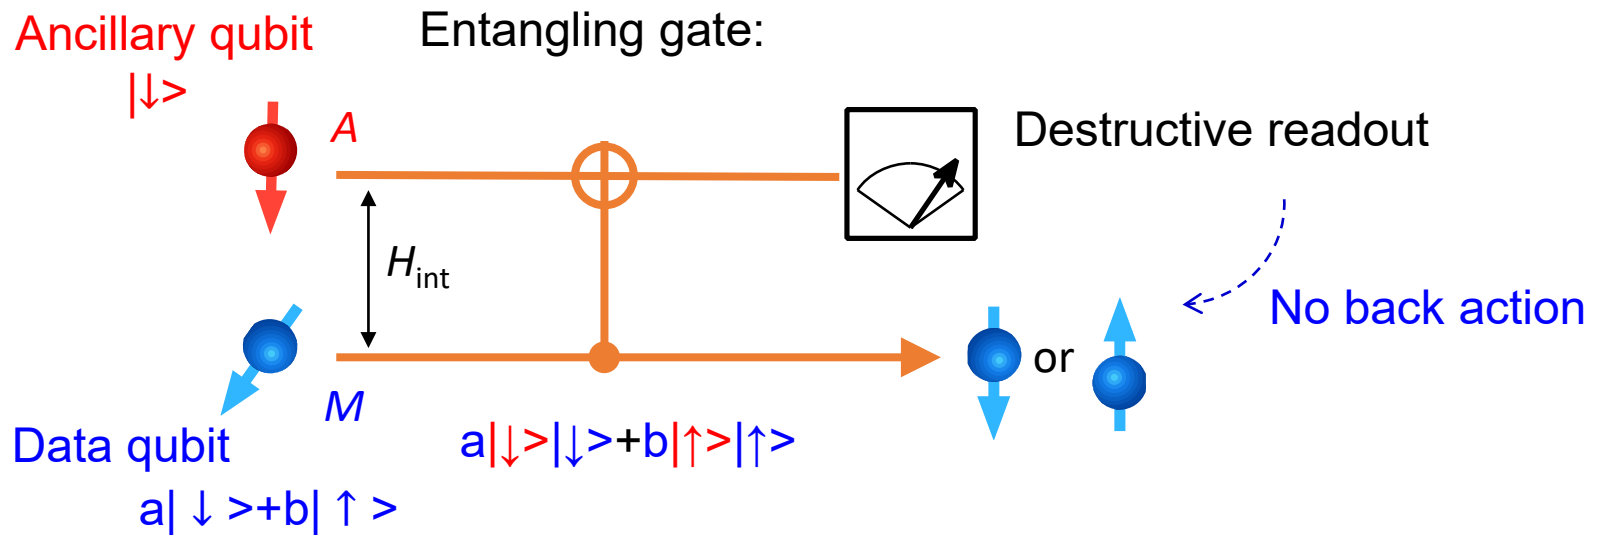 Ancillary qubit
|↓>
Entangling gate:
A
Destructive readout
H_int
No back action
or
M
Data qubit
a|↓>|↓>+b|↑>|↑>
a| ↓ >+b| ↑ >